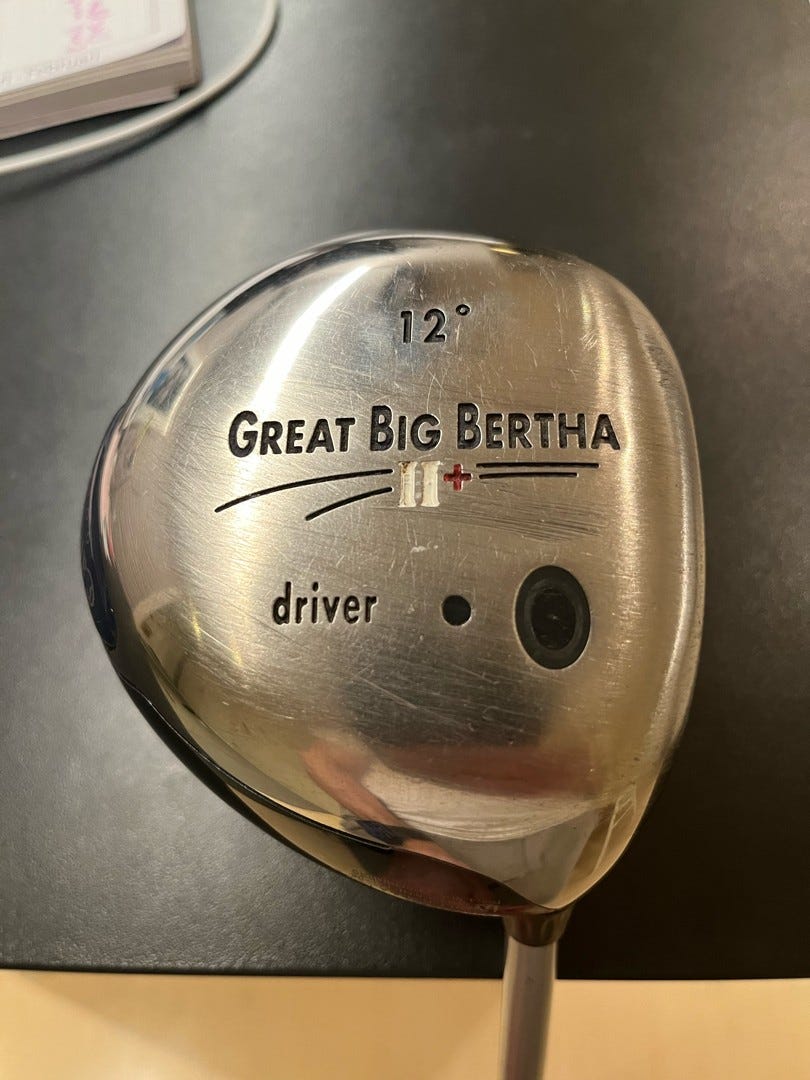 12°
GREAT BIG BERTHA
II+
driver